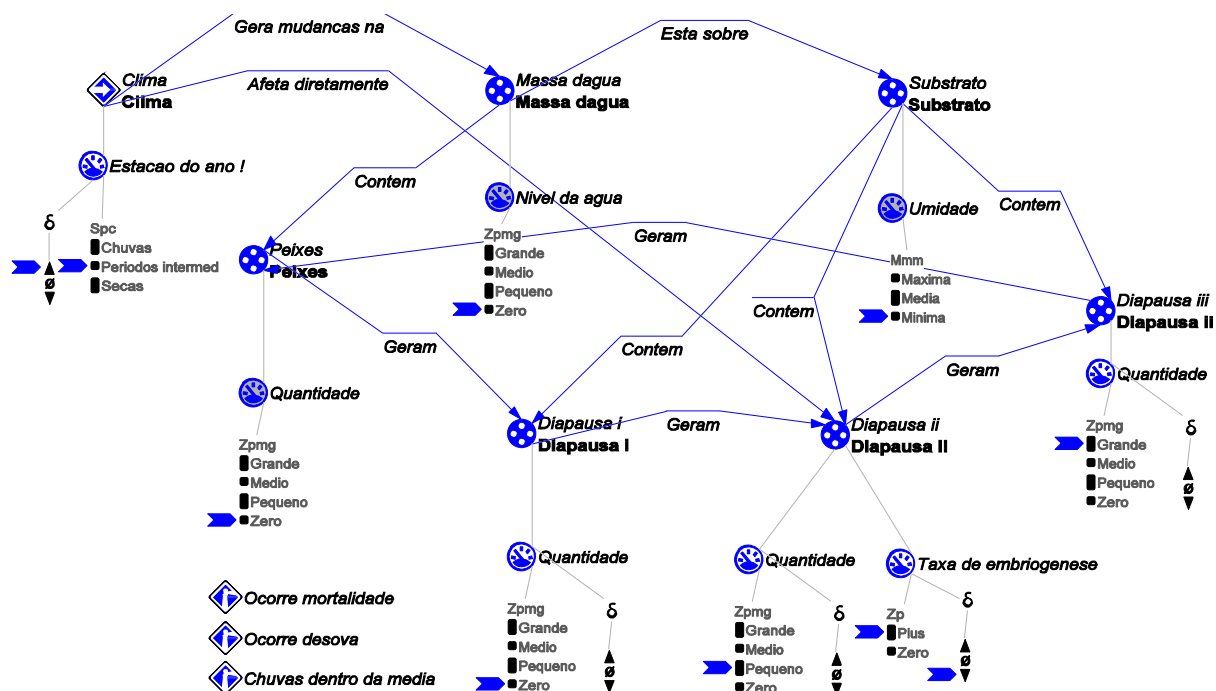 Gera mudancas na
Esta sobre
Clima
Clima
Afeta diretamente
Massa dagua
Massa dagua
Substrato
Substrato
Estacao do ano !
Contem
Nivel da agua
Umidade
Contem
δ
Spc
Chuvas
Periodos intermed
Secas
ø
Peixes
Peixes
Zpmg
Grande
Medio
Pequeno
Zero
Geram
Mmm
Maxima
Media
Minima
Diapausa iii
Diapausa ii
Geram
Contem
Contem
Geram
Quantidade
Quantidade
Diapausa i
Diapausa i
Geram
Diapausa ii
Diapausa ii
Zpmg
Grande
Medio
Pequeno
Zero
δ
ø
Zpmg
Grande
Medio
Pequeno
Zero
Quantidade
Quantidade
Taxa de embriogenese
Ocorre mortalidade
Ocorre desova
Chuvas dentro da media
Zpmg
Grande
Medio
Pequeno
Zero
δ
ø
Zpmg
Grande
Medio
Pequeno
Zero
δ
ø
Zp
Plus
Zero
δ
ø